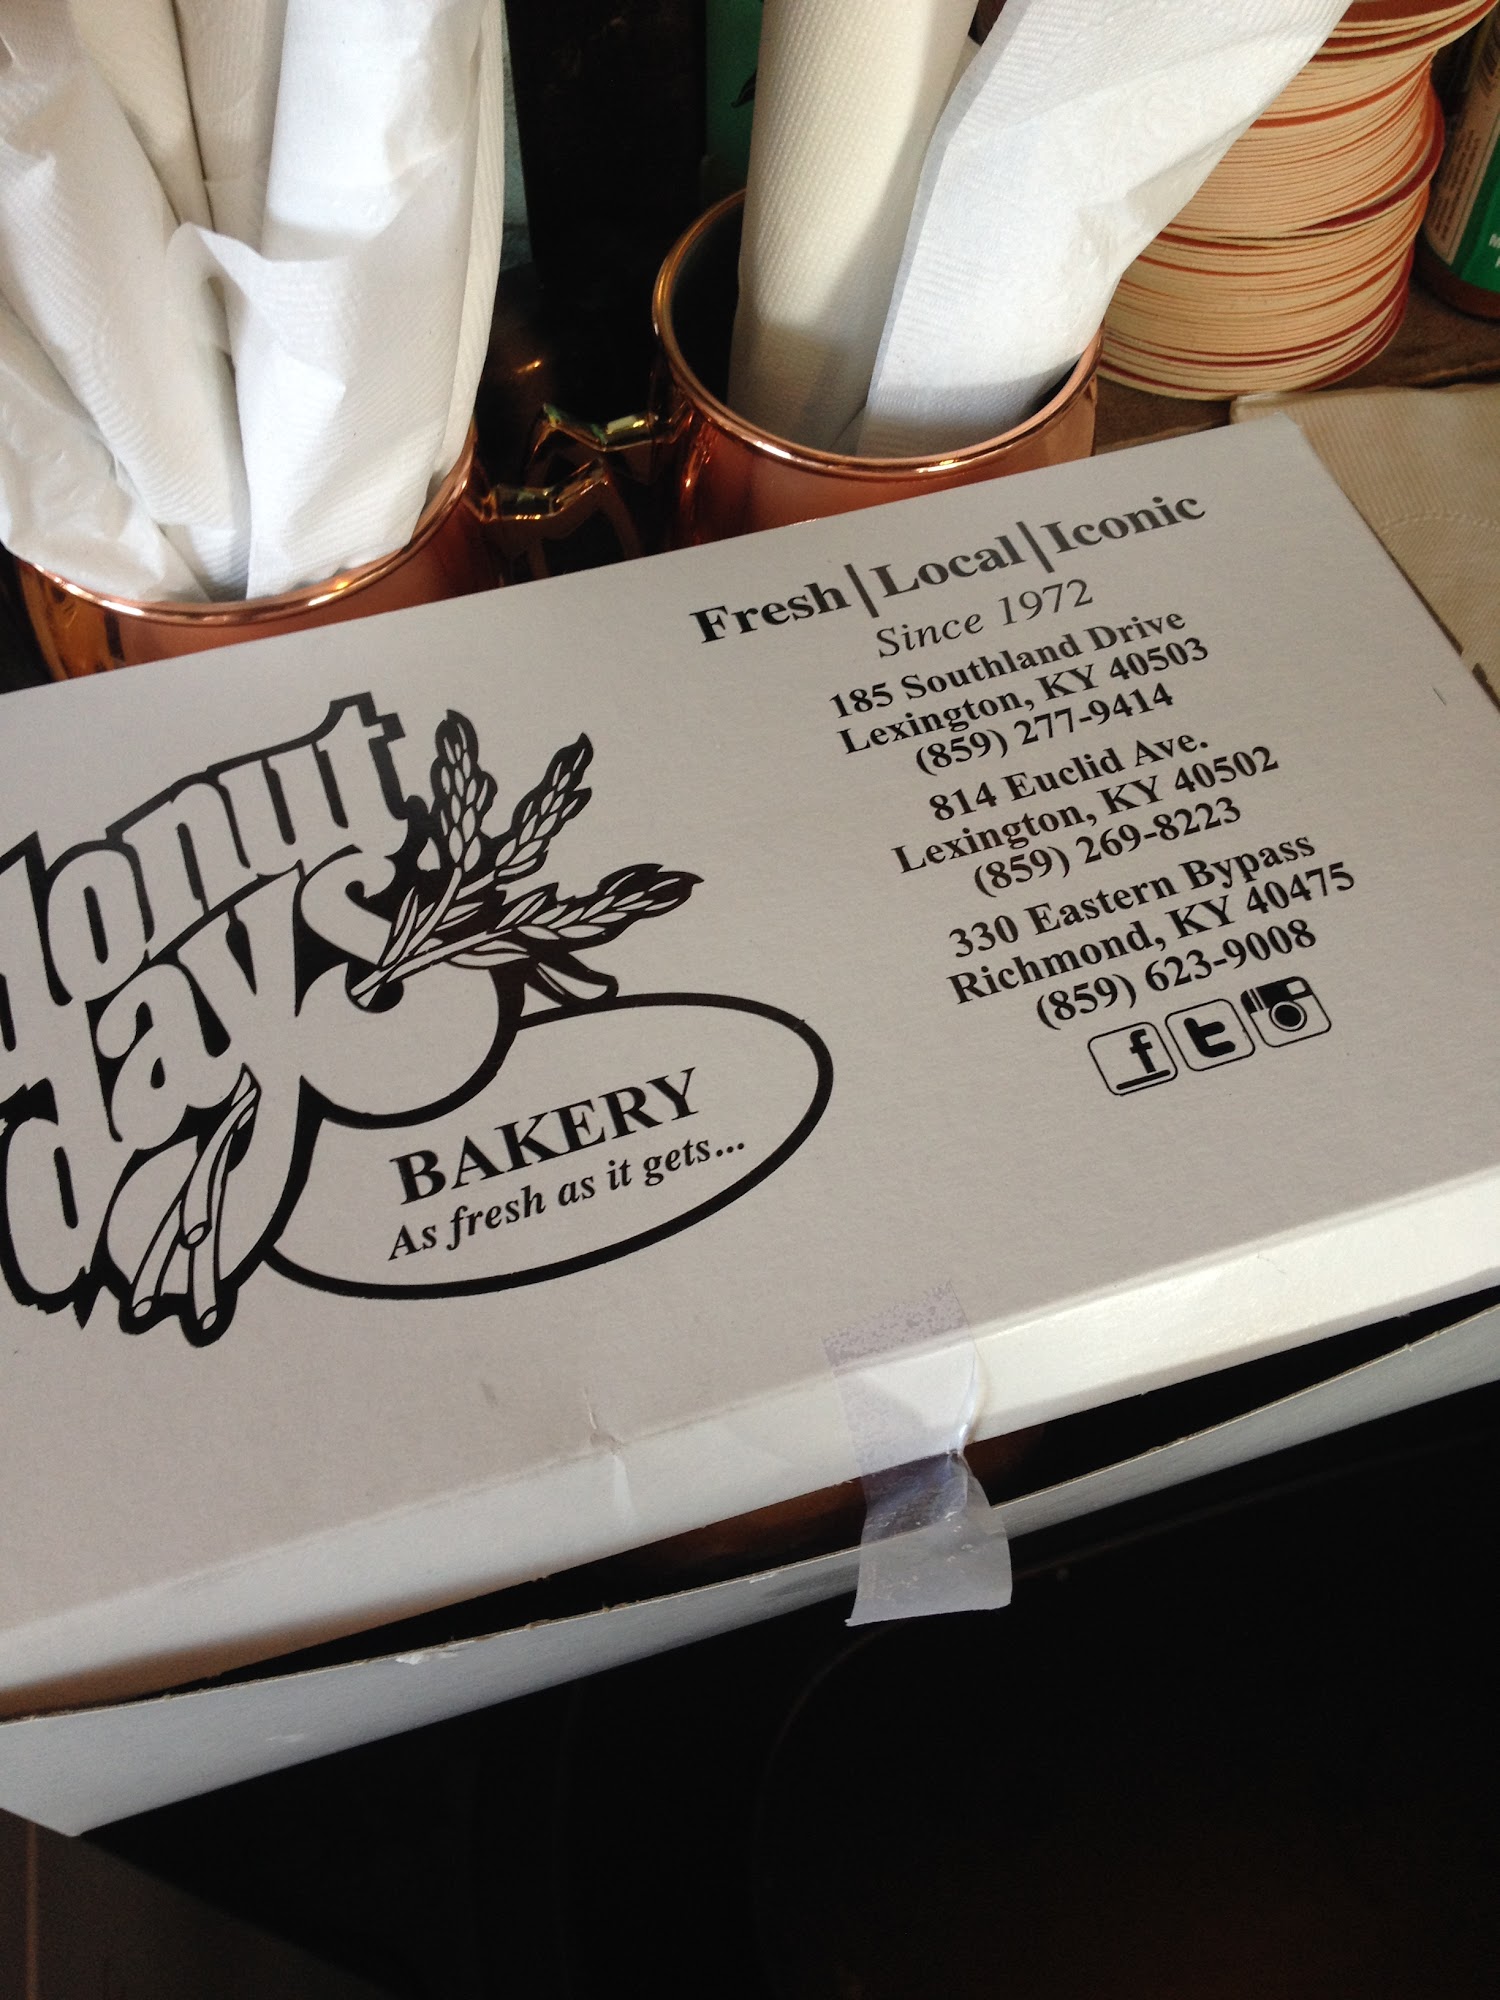 Fresh|Local|Iconic
Since 1972
185 Southland Drive
Lexington, KY 40503
(859) 277-9414
814 Euclid Ave.
Lexington, KY 40502
(859) 269-8223
330 Eastern Bypass
Richmond, KY 40475
(859) 623-9008
f t
donut
days
BAKERY
As fresh as it gets...